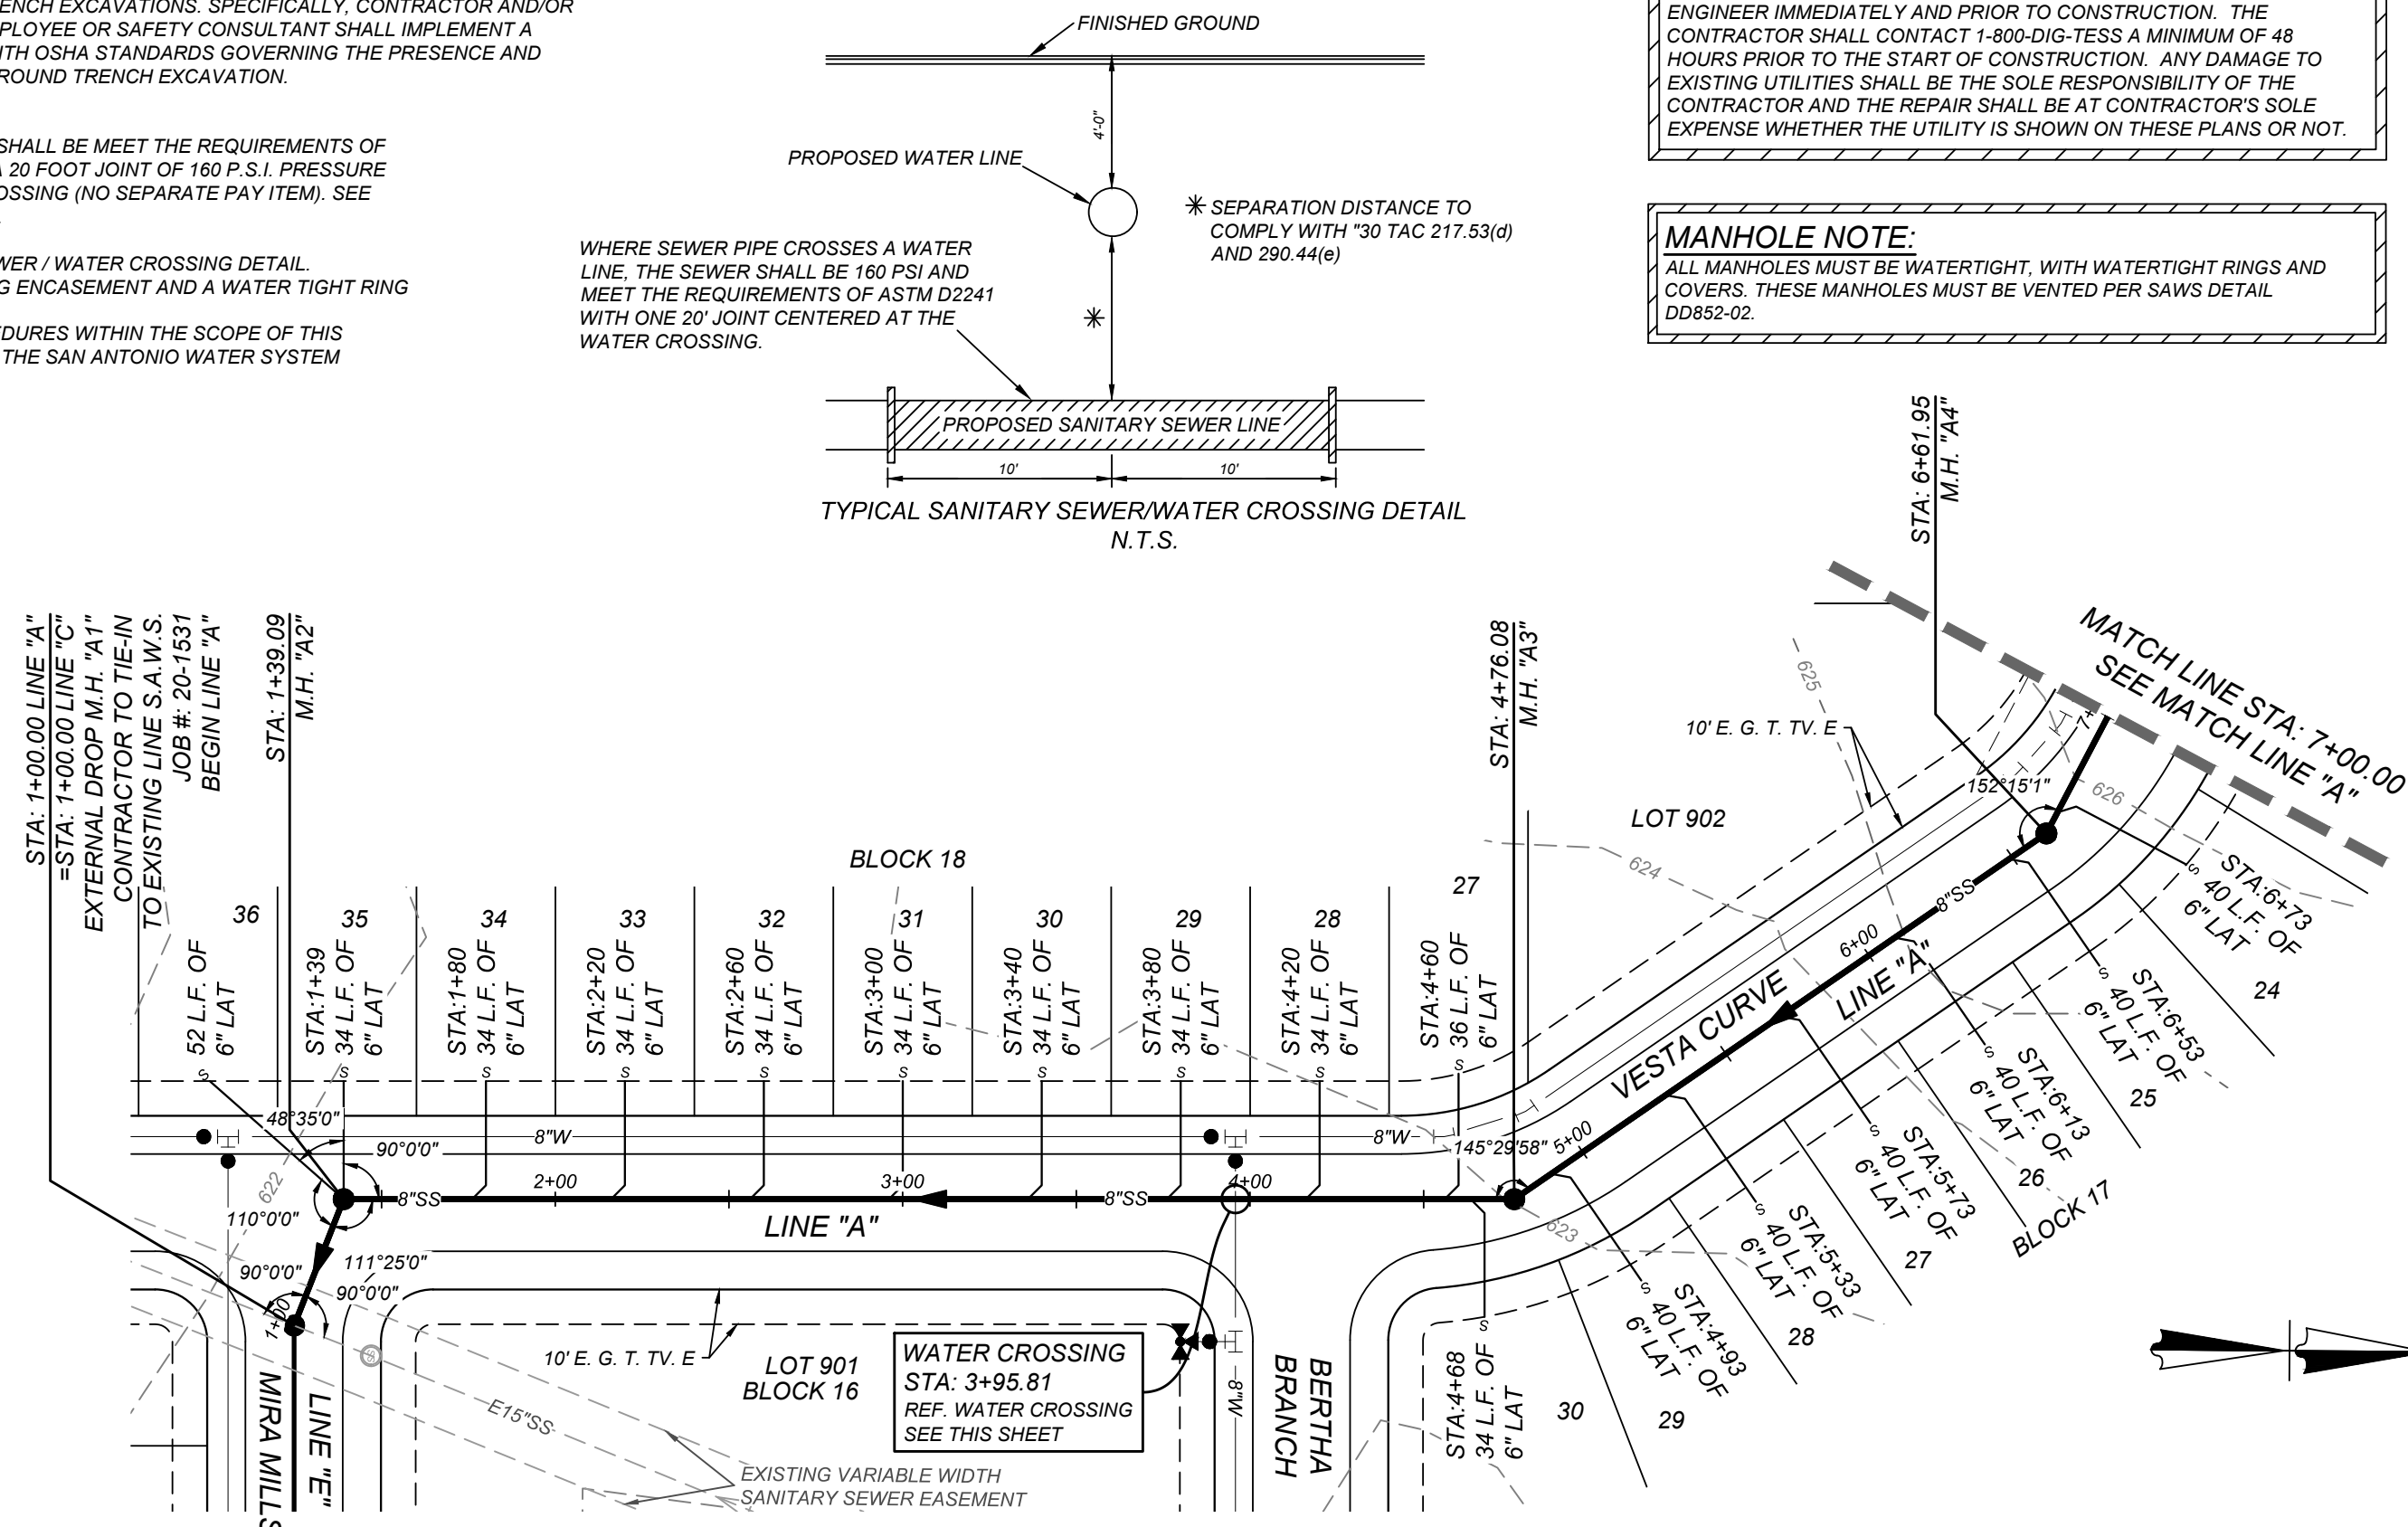 ENCH EXCAVATIONS. SPECIFICALLY, CONTRACTOR AND/OR
PLOYEE OR SAFETY CONSULTANT SHALL IMPLEMENT A
TH OSHA STANDARDS GOVERNING THE PRESENCE AND
ROUND TRENCH EXCAVATION.
SHALL BE MEET THE REQUIREMENTS OF
A 20 FOOT JOINT OF 160 P.S.I. PRESSURE
OSSING (NO SEPARATE PAY ITEM). SEE
WER / WATER CROSSING DETAIL.
G ENCASEMENT AND A WATER TIGHT RING
EDURES WITHIN THE SCOPE OF THIS
THE SAN ANTONIO WATER SYSTEM
FINISHED GROUND
4'-0"
PROPOSED WATER LINE
* SEPARATION DISTANCE TO
COMPLY WITH "30 TAC 217.53(d)
AND 290.44(e)
WHERE SEWER PIPE CROSSES A WATER
LINE, THE SEWER SHALL BE 160 PSI AND
MEET THE REQUIREMENTS OF ASTM D2241
WITH ONE 20' JOINT CENTERED AT THE
WATER CROSSING.
*
PROPOSED SANITARY SEWER LINE
10'
10'
TYPICAL SANITARY SEWER/WATER CROSSING DETAIL
N.T.S.
ENGINEER IMMEDIATELY AND PRIOR TO CONSTRUCTION. THE
CONTRACTOR SHALL CONTACT 1-800-DIG-TESS A MINIMUM OF 48
HOURS PRIOR TO THE START OF CONSTRUCTION. ANY DAMAGE TO
EXISTING UTILITIES SHALL BE THE SOLE RESPONSIBILITY OF THE
CONTRACTOR AND THE REPAIR SHALL BE AT CONTRACTOR'S SOLE
EXPENSE WHETHER THE UTILITY IS SHOWN ON THESE PLANS OR NOT.
MANHOLE NOTE:
ALL MANHOLES MUST BE WATERTIGHT, WITH WATERTIGHT RINGS AND
COVERS. THESE MANHOLES MUST BE VENTED PER SAWS DETAIL
DD852-02.
STA: 1+00.00 LINE "A"
=STA: 1+00.00 LINE "C"
EXTERNAL DROP M.H. "A1"
CONTRACTOR TO TIE-IN
TO EXISTING LINE S.A.W.S.
JOB #: 20-1531
BEGIN LINE "A"
STA: 1+39.09
M.H. "A2"
STA: 4+76.08
M.H. "A3"
STA: 6+61.95
M.H. "A4"
MATCH LINE STA: 7+00.00
SEE MATCH LINE "A"
7+
10' E. G. T. TV. E
625
152°15'1"
626
LOT 902
624
BLOCK 18
36
52 L.F. OF
6" LAT
S
35
STA:1+39
34 L.F. OF
6" LAT
S
34
STA:1+80
34 L.F. OF
6" LAT
S
33
STA:2+20
34 L.F. OF
6" LAT
S
32
STA:2+60
34 L.F. OF
6" LAT
S
31
STA:3+00
34 L.F. OF
6" LAT
S
30
STA:3+40
34 L.F. OF
6" LAT
S
29
STA:3+80
34 L.F. OF
6" LAT
S
28
STA:4+20
34 L.F. OF
6" LAT
S
27
STA:4+60
36 L.F. OF
6" LAT
S
48°35'0"
90°0'0"
8"W
8"W
145°29'58"
5+00
6+00
8"SS
VESTA CURVE
LINE "A"
622
8"SS
2+00
3+00
8"SS
4+00
LINE "A"
110°0'0"
111°25'0"
90°0'0"
90°0'0"
1+00
623
S
STA:6+73
40 L.F. OF
6" LAT
24
S
STA:6+53
40 L.F. OF
6" LAT
25
S
STA:6+13
40 L.F. OF
6" LAT
26
S
STA:5+73
40 L.F. OF
6" LAT
27
BLOCK 17
S
STA:5+33
40 L.F. OF
6" LAT
28
S
STA:4+93
40 L.F. OF
6" LAT
29
S
STA:4+68
34 L.F. OF
6" LAT
30
10' E. G. T. TV. E
LOT 901
BLOCK 16
WATER CROSSING
STA: 3+95.81
REF. WATER CROSSING
SEE THIS SHEET
8"W
BERTHA
BRANCH
MIRA MILLS
LINE "E"
S
E15"SS
EXISTING VARIABLE WIDTH
SANITARY SEWER EASEMENT